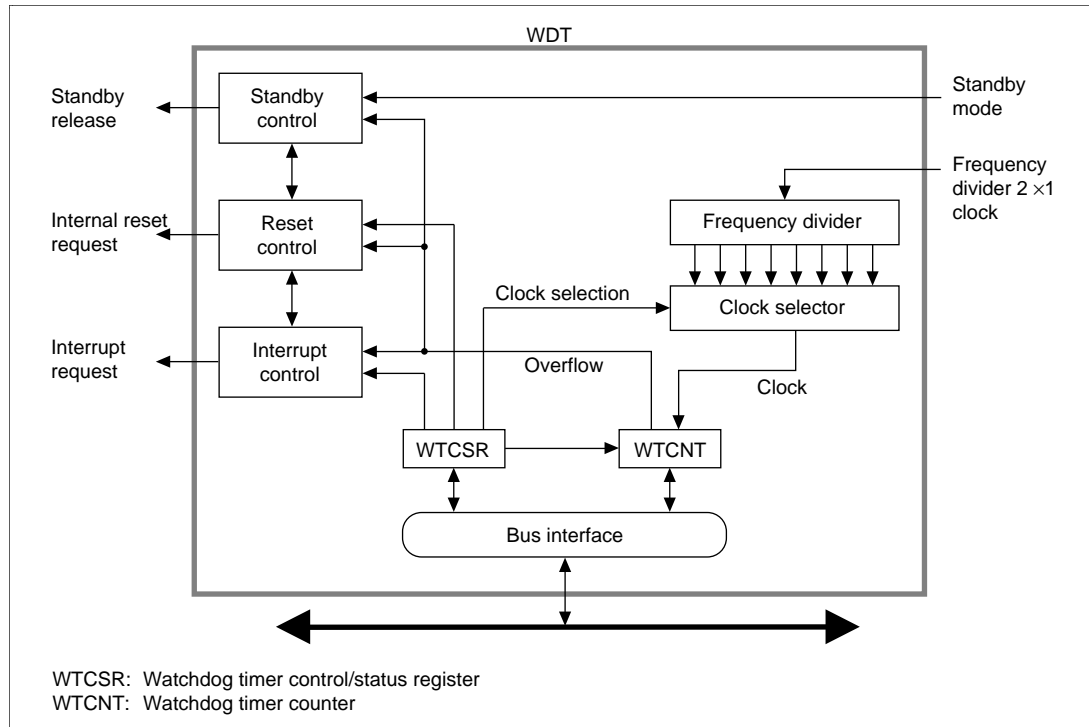 WDT
Standby
release
Standby
control
Standby
mode
Frequency
divider 2 ×1
clock
Internal reset
request
Reset
control
Frequency divider
Clock selection
Clock selector
Interrupt
request
Interrupt
control
Overflow
Clock
WTCSR
WTCNT
Bus interface
WTCSR: Watchdog timer control/status register
WTCNT: Watchdog timer counter